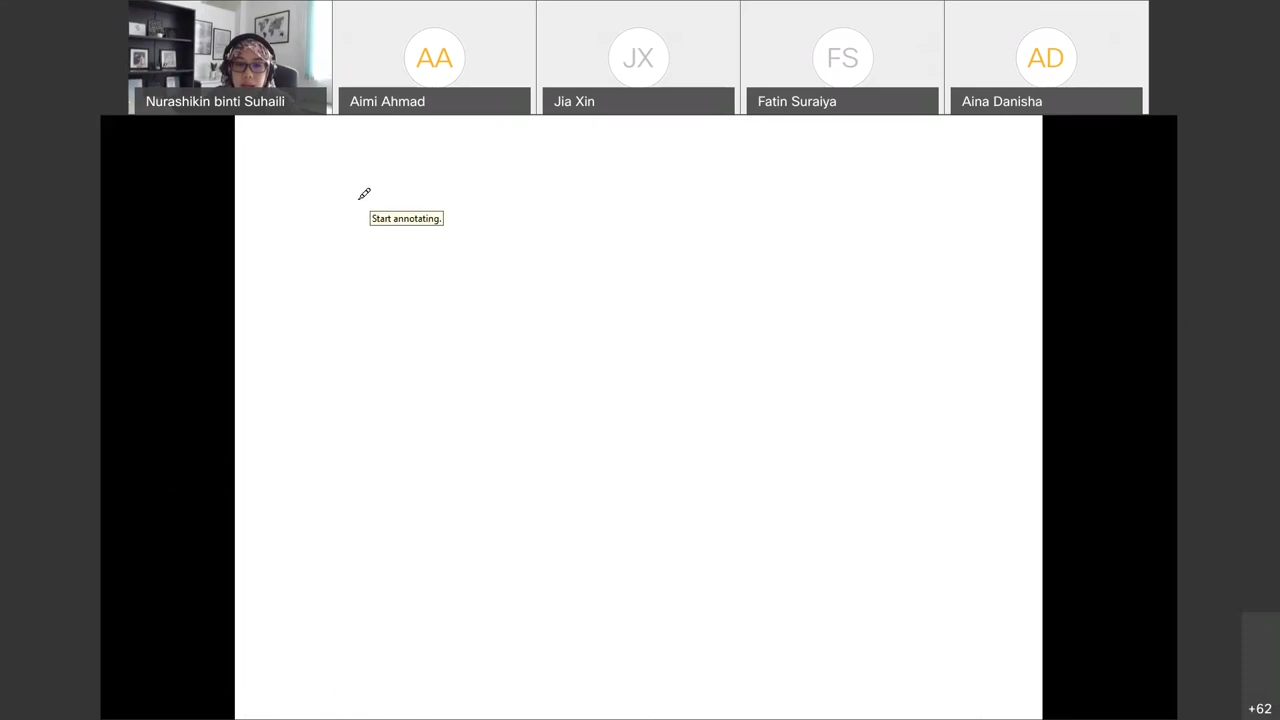 AA
JX
FS
AD
Nurashikin binti Suhaili
Aimi Ahmad
Jia Xin
Fatin Suraiya
Aina Danisha
Start annotating.
+62